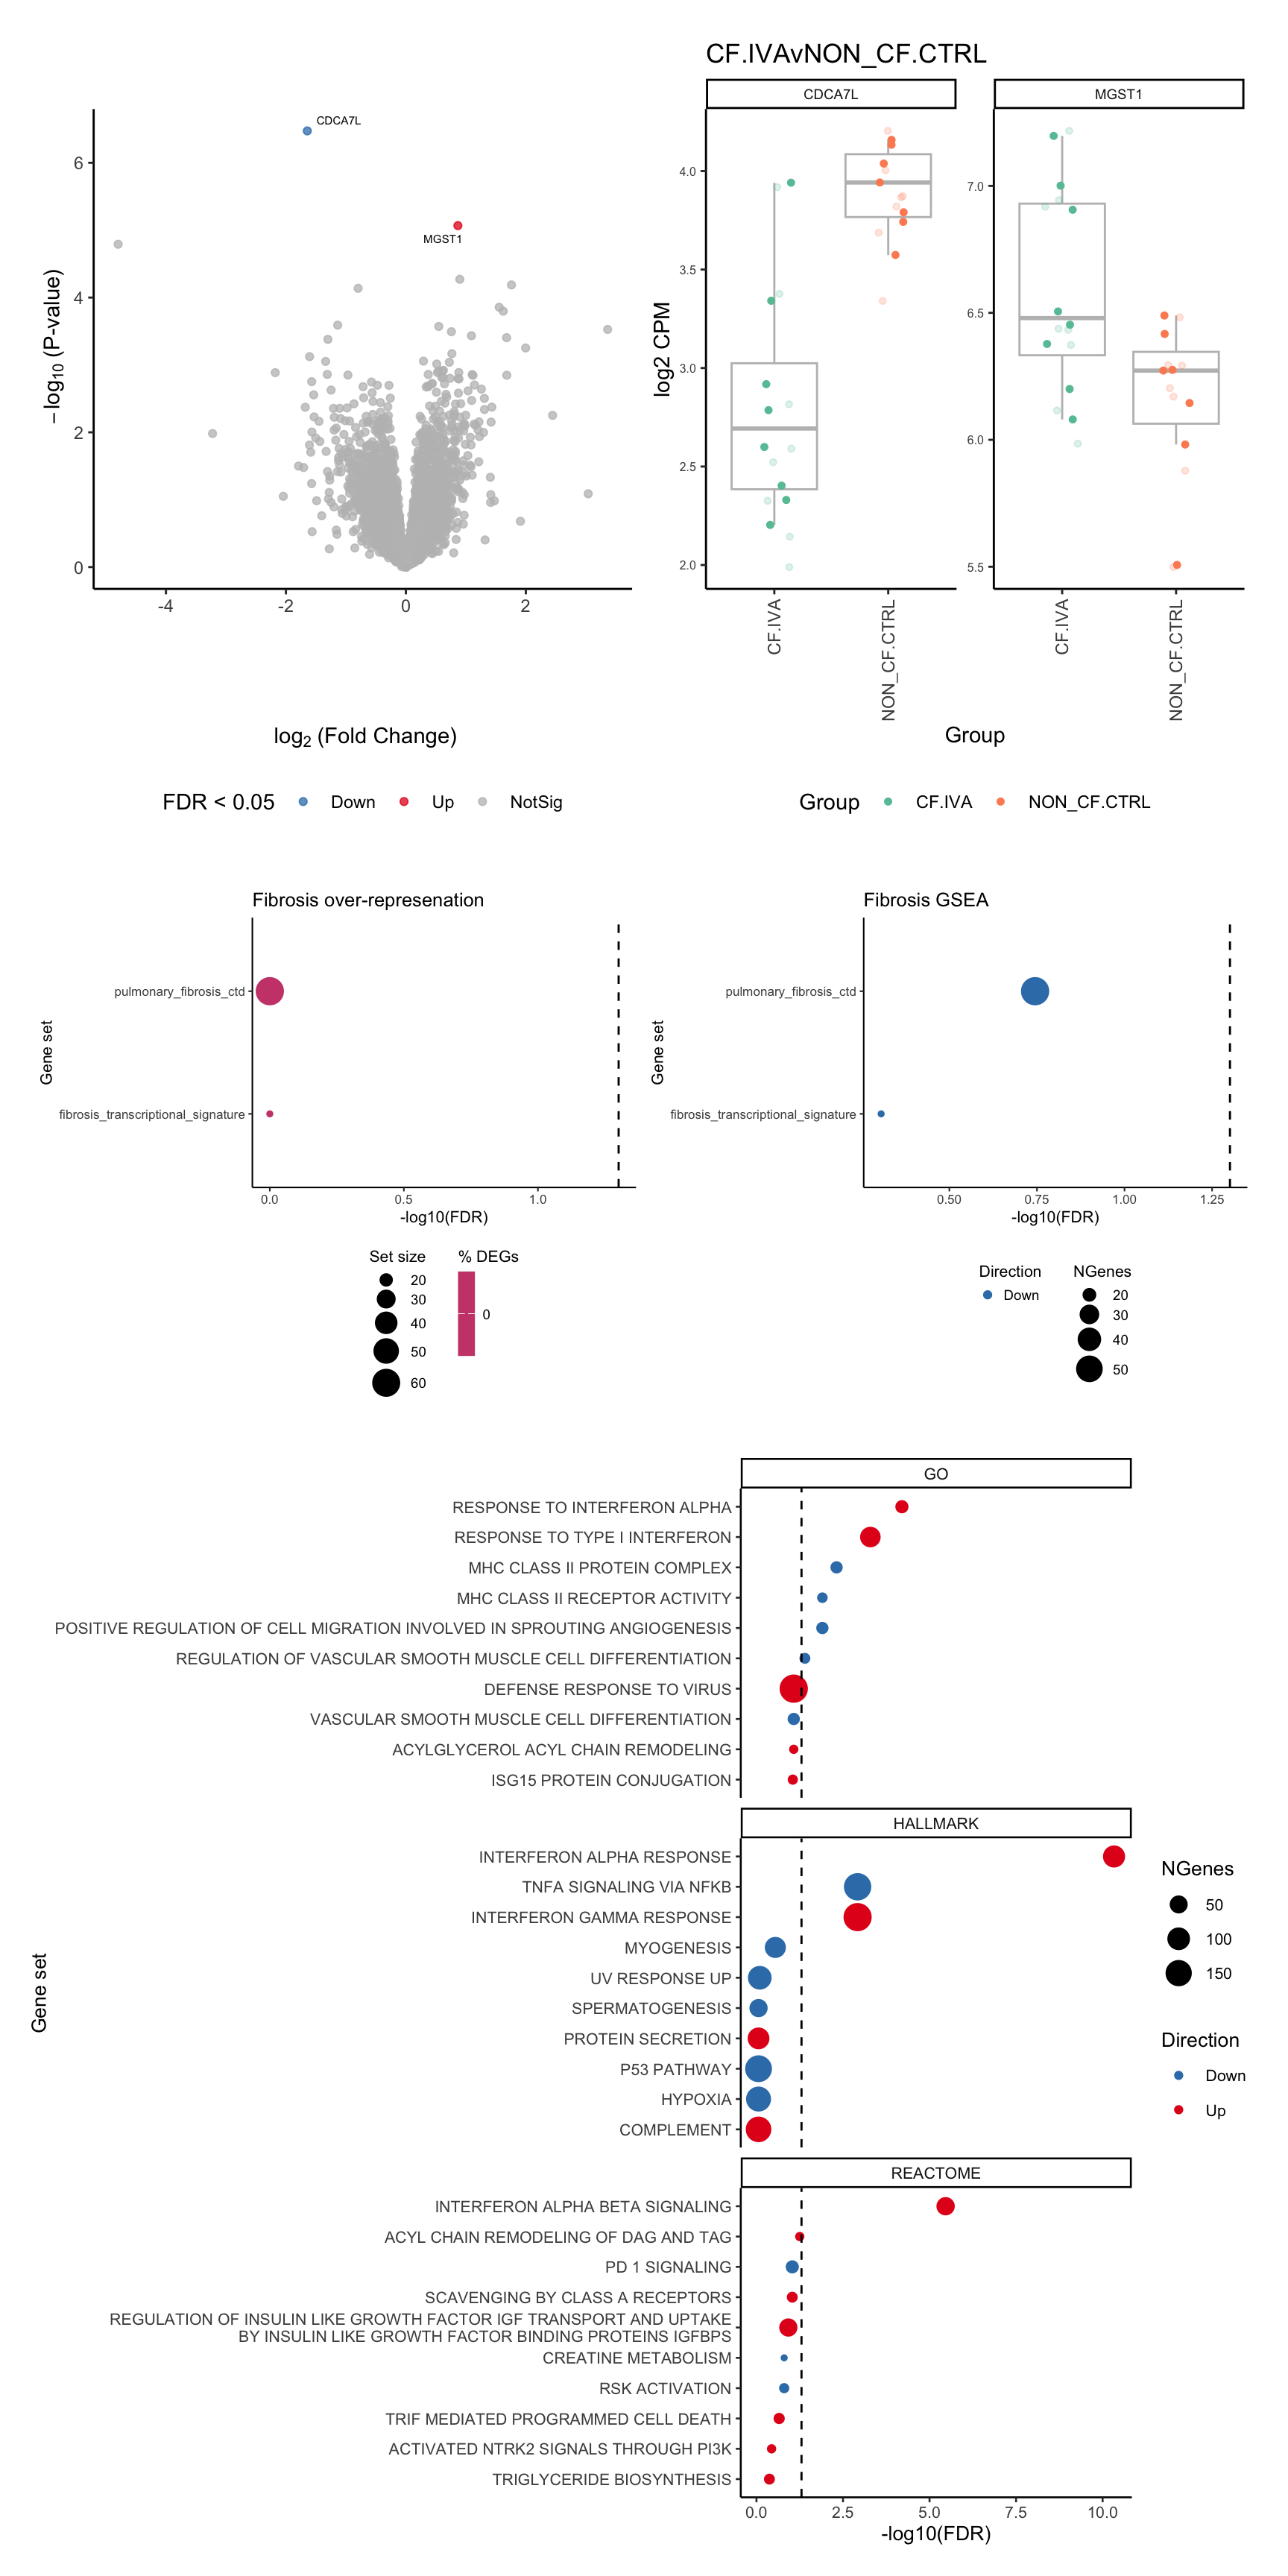 CF.IVAvNON_CF.CTRL
CDCA7L
MGST1
CDCA7L
MGST1
6
4
2
0
−log10 (P-value)
-4
-2
0
2
log2 (Fold Change)
4.0
3.5
3.0
2.5
2.0
log2 CPM
7.0
6.5
6.0
5.5
CF.IVA
NON_CF.CTRL
CF.IVA
NON_CF.CTRL
Group
FDR < 0.05 Down Up NotSig
Group CF.IVA NON_CF.CTRL
Fibrosis over-represenation
pulmonary_fibrosis_ctd
fibrosis_transcriptional_signature
Gene set
0.0
0.5
1.0
-log10(FDR)
Set size
20
30
40
50
60
% DEGs
0
Fibrosis GSEA
pulmonary_fibrosis_ctd
fibrosis_transcriptional_signature
Gene set
0.50
0.75
1.00
1.25
-log10(FDR)
Direction
Down
NGenes
20
30
40
50
GO
RESPONSE TO INTERFERON ALPHA
RESPONSE TO TYPE I INTERFERON
MHC CLASS II PROTEIN COMPLEX
MHC CLASS II RECEPTOR ACTIVITY
POSITIVE REGULATION OF CELL MIGRATION INVOLVED IN SPROUTING ANGIOGENESIS
REGULATION OF VASCULAR SMOOTH MUSCLE CELL DIFFERENTIATION
DEFENSE RESPONSE TO VIRUS
VASCULAR SMOOTH MUSCLE CELL DIFFERENTIATION
ACYLGLYCEROL ACYL CHAIN REMODELING
ISG15 PROTEIN CONJUGATION
HALLMARK
INTERFERON ALPHA RESPONSE
TNFA SIGNALING VIA NFKB
INTERFERON GAMMA RESPONSE
MYOGENESIS
UV RESPONSE UP
SPERMATOGENESIS
PROTEIN SECRETION
P53 PATHWAY
HYPOXIA
COMPLEMENT
Gene set
REACTOME
INTERFERON ALPHA BETA SIGNALING
ACYL CHAIN REMODELING OF DAG AND TAG
PD 1 SIGNALING
SCAVENGING BY CLASS A RECEPTORS
REGULATION OF INSULIN LIKE GROWTH FACTOR IGF TRANSPORT AND UPTAKE
BY INSULIN LIKE GROWTH FACTOR BINDING PROTEINS IGFBPS
CREATINE METABOLISM
RSK ACTIVATION
TRIF MEDIATED PROGRAMMED CELL DEATH
ACTIVATED NTRK2 SIGNALS THROUGH PI3K
TRIGLYCERIDE BIOSYNTHESIS
0.0
2.5
5.0
7.5
10.0
-log10(FDR)
NGenes
50
100
150
Direction
Down
Up